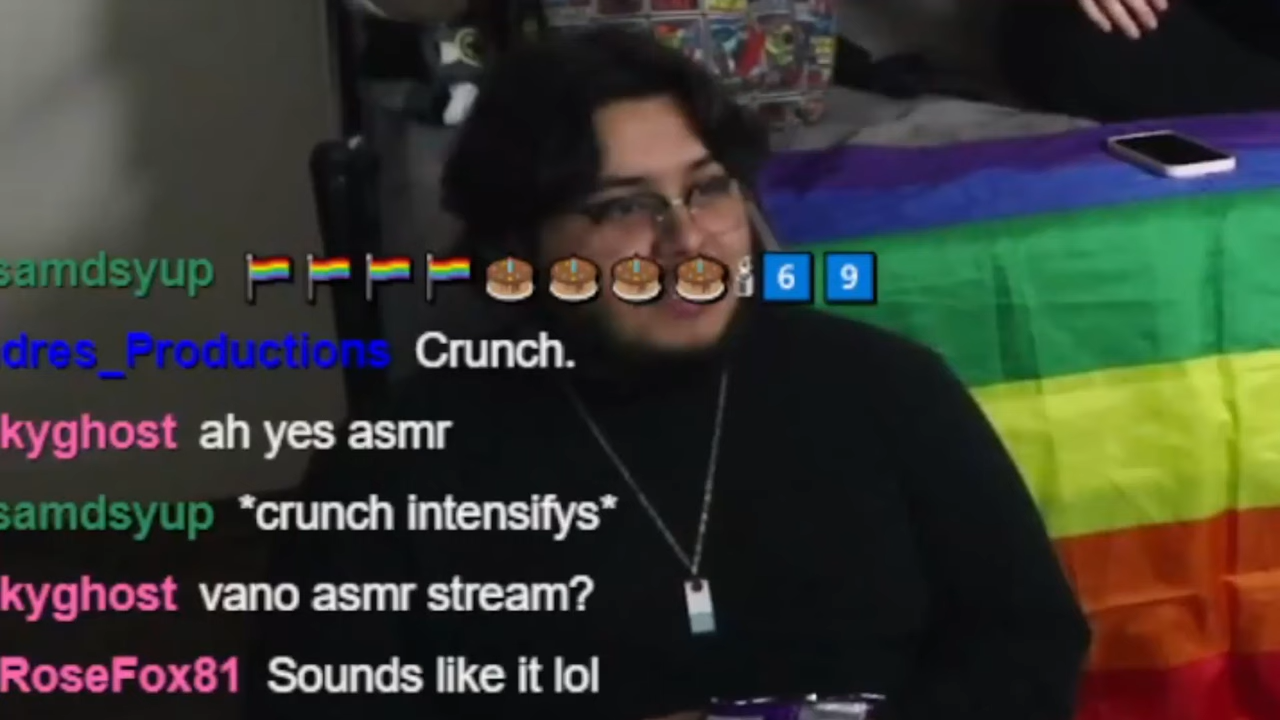 samdsyup 🏳️‍🌈🏳️‍🌈🏳️‍🌈🏳️‍🌈🎂🎂🎂🎂 6️⃣9️⃣
dres_Productions Crunch.
kyghost ah yes asmr
samdsyup *crunch intensifys*
kyghost vano asmr stream?
RoseFox81 Sounds like it lol